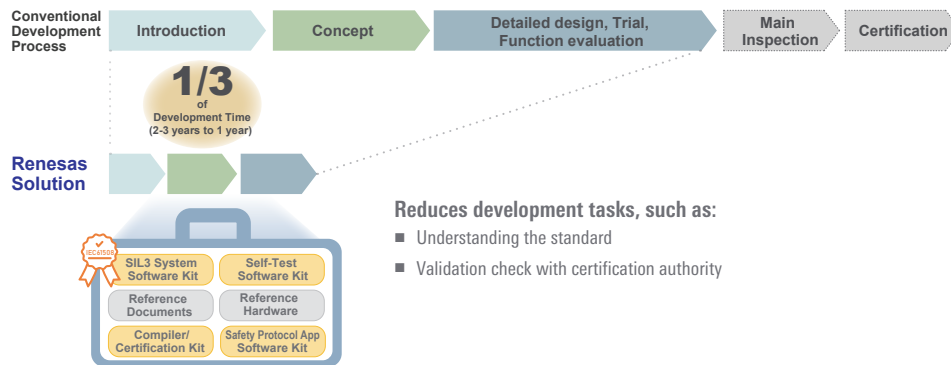 Conventional
Development
Process
Introduction
Concept
Detailed design, Trial,
Function evaluation
Main
Inspection
Certification
1/3
of
Development Time
(2-3 years to 1 year)
Renesas
Solution
Reduces development tasks, such as:
■ Understanding the standard
■ Validation check with certification authority
IEC61508
SIL3 System
Software Kit
Self-Test
Software Kit
Reference
Documents
Reference
Hardware
Compiler/
Certification Kit
Safety Protocol App
Software Kit